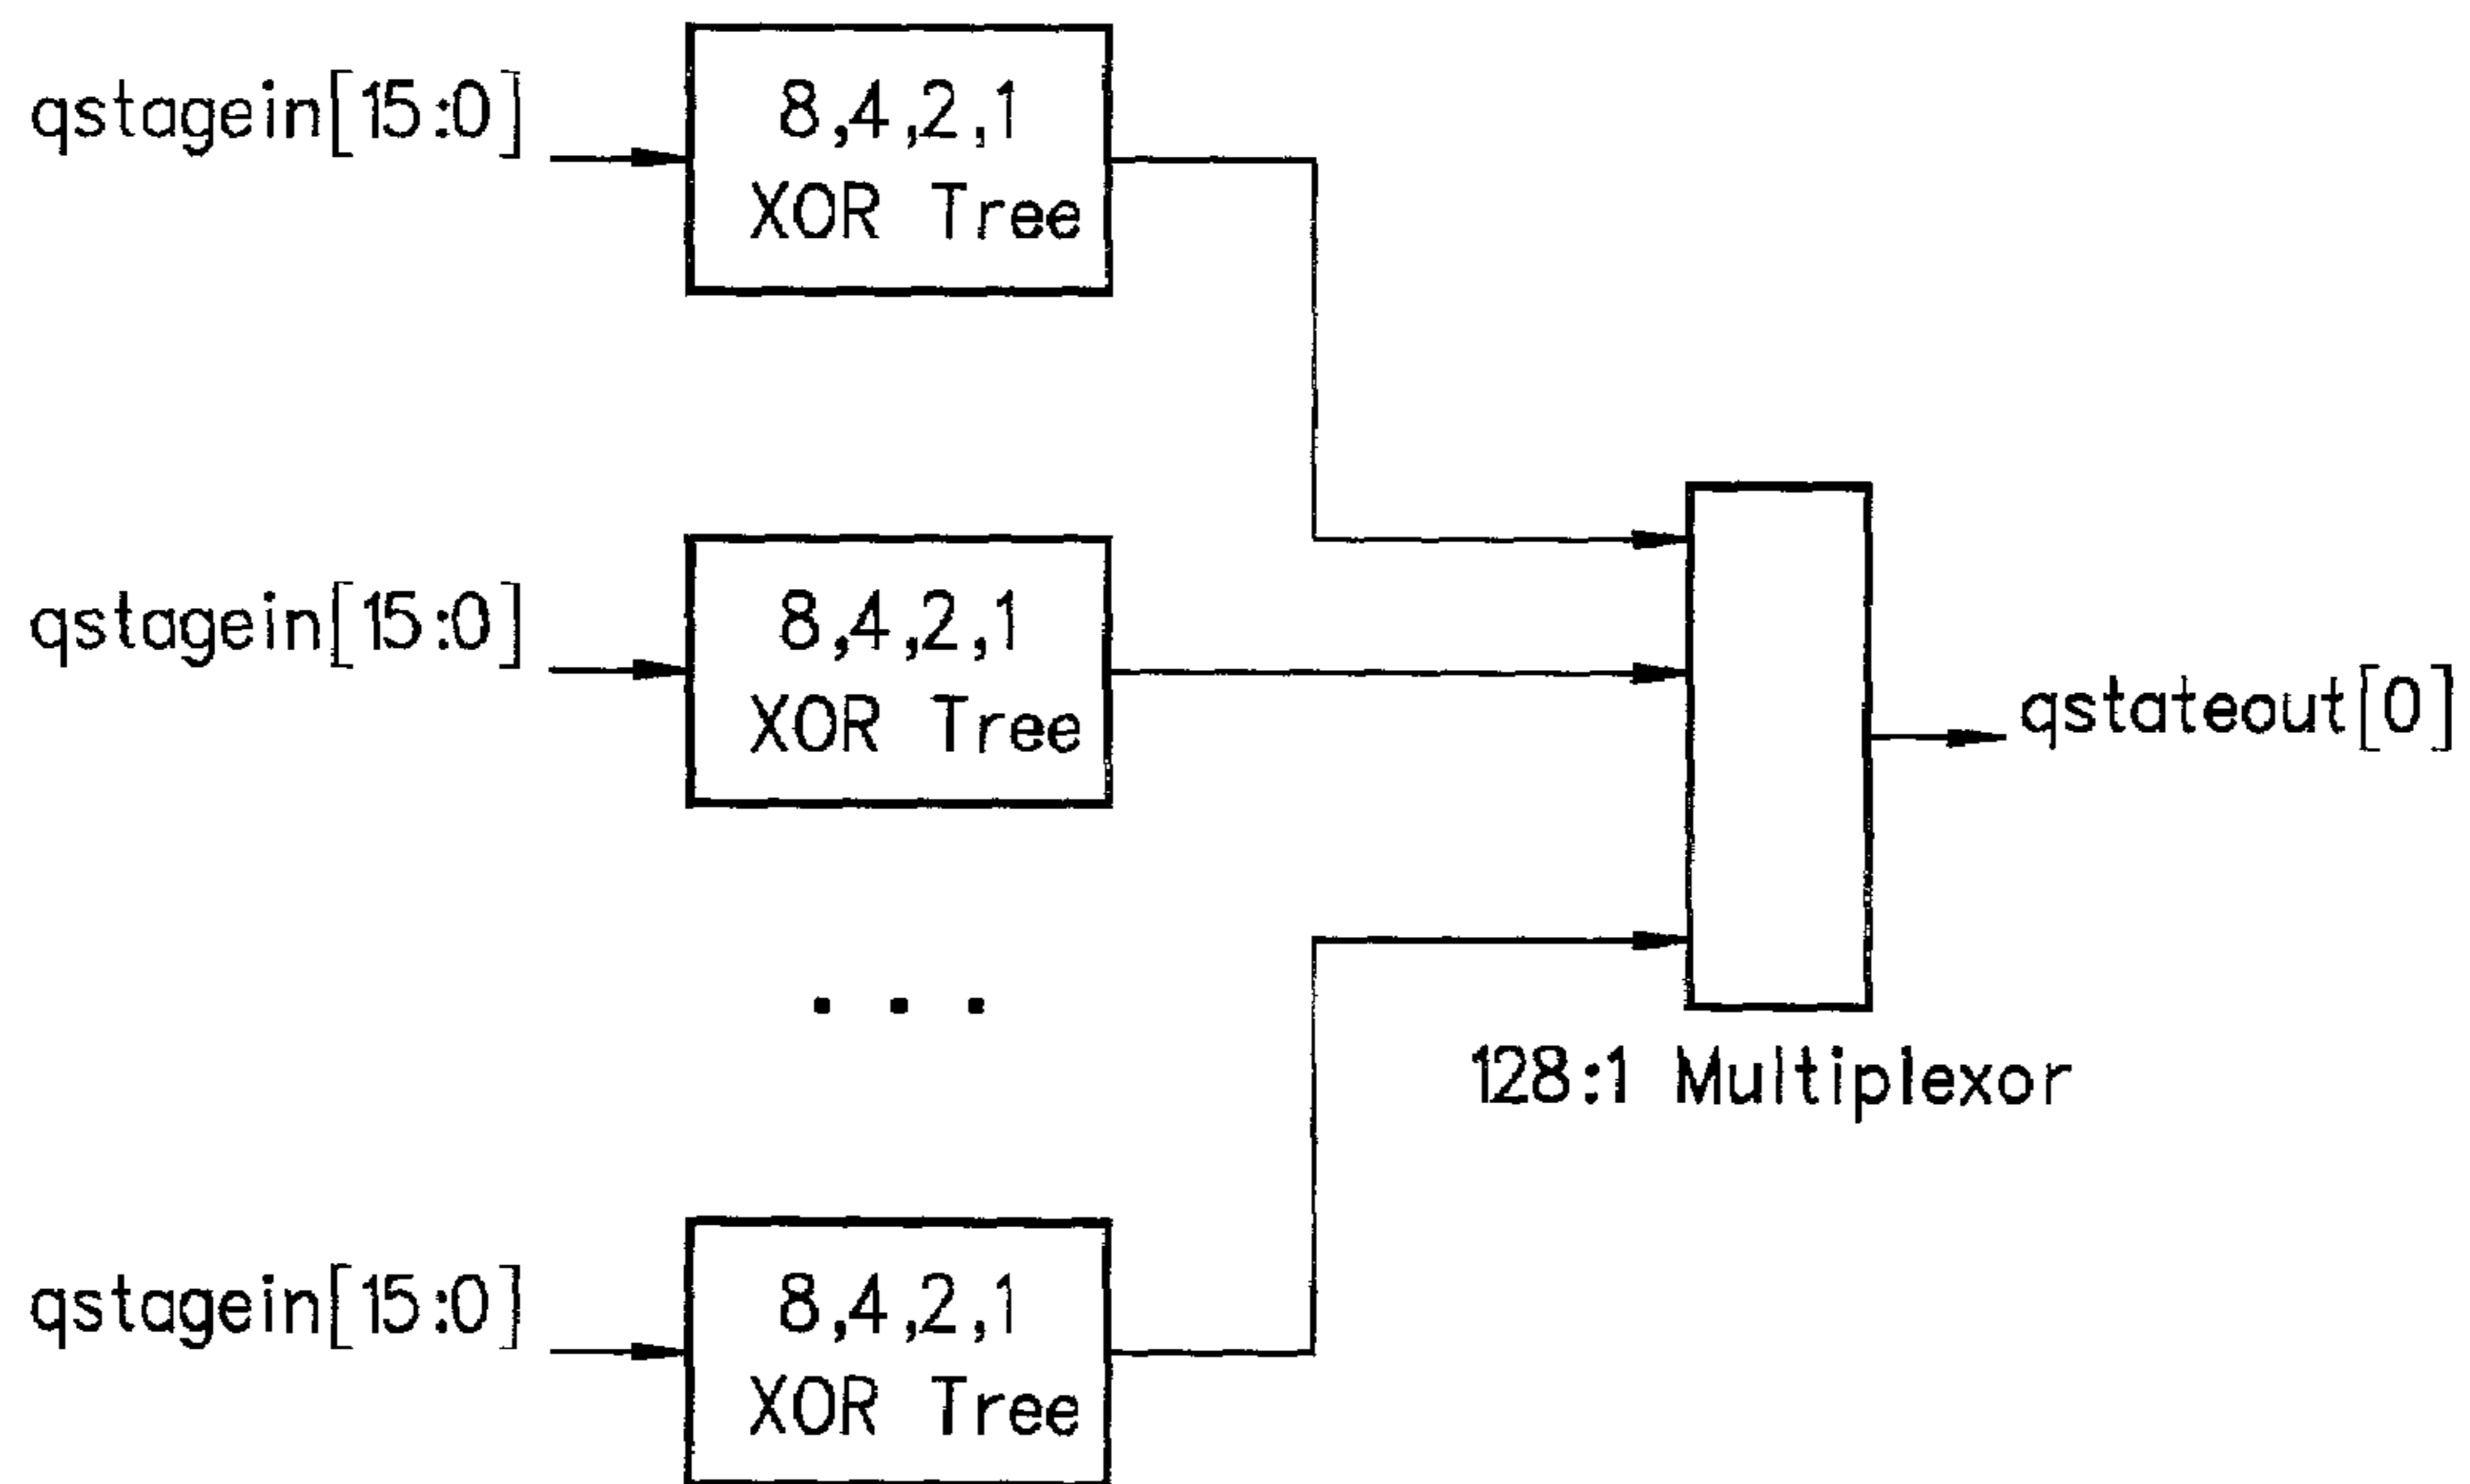 qstagein[15:0]
8,4,2,1
XOR Tree
qstagein[15:0]
8,4,2,1
XOR Tree
qstateout[0]
128:1 Multiplexor
qstagein[15:0]
8,4,2,1
XOR Tree